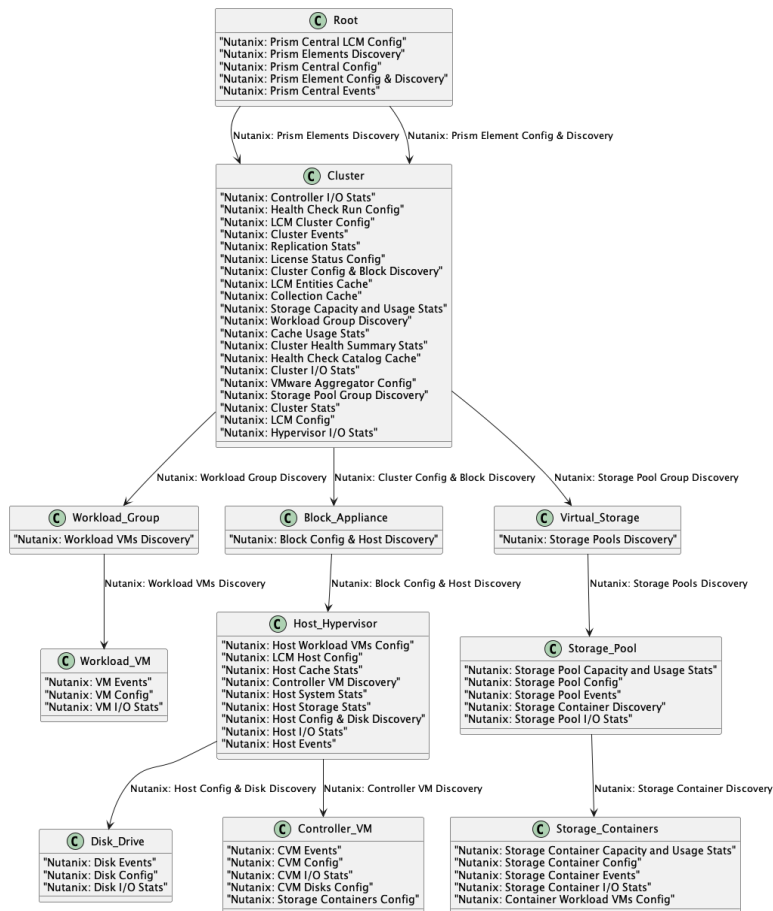 C Root
"Nutanix: Prism Central LCM Config"
"Nutanix: Prism Elements Discovery"
"Nutanix: Prism Central Config"
"Nutanix: Prism Element Config & Discovery"
"Nutanix: Prism Central Events"
Nutanix: Prism Elements Discovery
Nutanix: Prism Element Config & Discovery
C Cluster
"Nutanix: Controller I/O Stats"
"Nutanix: Health Check Run Config"
"Nutanix: LCM Cluster Config"
"Nutanix: Cluster Events"
"Nutanix: Replication Stats"
"Nutanix: License Status Config"
"Nutanix: Cluster Config & Block Discovery"
"Nutanix: LCM Entities Cache"
"Nutanix: Collection Cache"
"Nutanix: Storage Capacity and Usage Stats"
"Nutanix: Workload Group Discovery"
"Nutanix: Cache Usage Stats"
"Nutanix: Cluster Health Summary Stats"
"Nutanix: Health Check Catalog Cache"
"Nutanix: Cluster I/O Stats"
"Nutanix: VMware Aggregator Config"
"Nutanix: Storage Pool Group Discovery"
"Nutanix: Cluster Stats"
"Nutanix: LCM Config"
"Nutanix: Hypervisor I/O Stats"
Nutanix: Workload Group Discovery
Nutanix: Cluster Config & Block Discovery
Nutanix: Storage Pool Group Discovery
C Workload_Group
"Nutanix: Workload VMs Discovery"
C Block_Appliance
"Nutanix: Block Config & Host Discovery"
C Virtual_Storage
"Nutanix: Storage Pools Discovery"
Nutanix: Workload VMs Discovery
Nutanix: Block Config & Host Discovery
Nutanix: Storage Pools Discovery
C Workload_VM
"Nutanix: VM Events"
"Nutanix: VM Config"
"Nutanix: VM I/O Stats"
C Host_Hypervisor
"Nutanix: Host Workload VMs Config"
"Nutanix: LCM Host Config"
"Nutanix: Host Cache Stats"
"Nutanix: Controller VM Discovery"
"Nutanix: Host System Stats"
"Nutanix: Host Storage Stats"
"Nutanix: Host Config & Disk Discovery"
"Nutanix: Host I/O Stats"
"Nutanix: Host Events"
C Storage_Pool
"Nutanix: Storage Pool Capacity and Usage Stats"
"Nutanix: Storage Pool Config"
"Nutanix: Storage Pool Events"
"Nutanix: Storage Container Discovery"
"Nutanix: Storage Pool I/O Stats"
Nutanix: Host Config & Disk Discovery
Nutanix: Controller VM Discovery
Nutanix: Storage Container Discovery
C Disk_Drive
"Nutanix: Disk Events"
"Nutanix: Disk Config"
"Nutanix: Disk I/O Stats"
C Controller_VM
"Nutanix: CVM Events"
"Nutanix: CVM Config"
"Nutanix: CVM I/O Stats"
"Nutanix: CVM Disks Config"
"Nutanix: Storage Containers Config"
C Storage_Containers
"Nutanix: Storage Container Capacity and Usage Stats"
"Nutanix: Storage Container Config"
"Nutanix: Storage Container Events"
"Nutanix: Storage Container I/O Stats"
"Nutanix: Container Workload VMs Config"